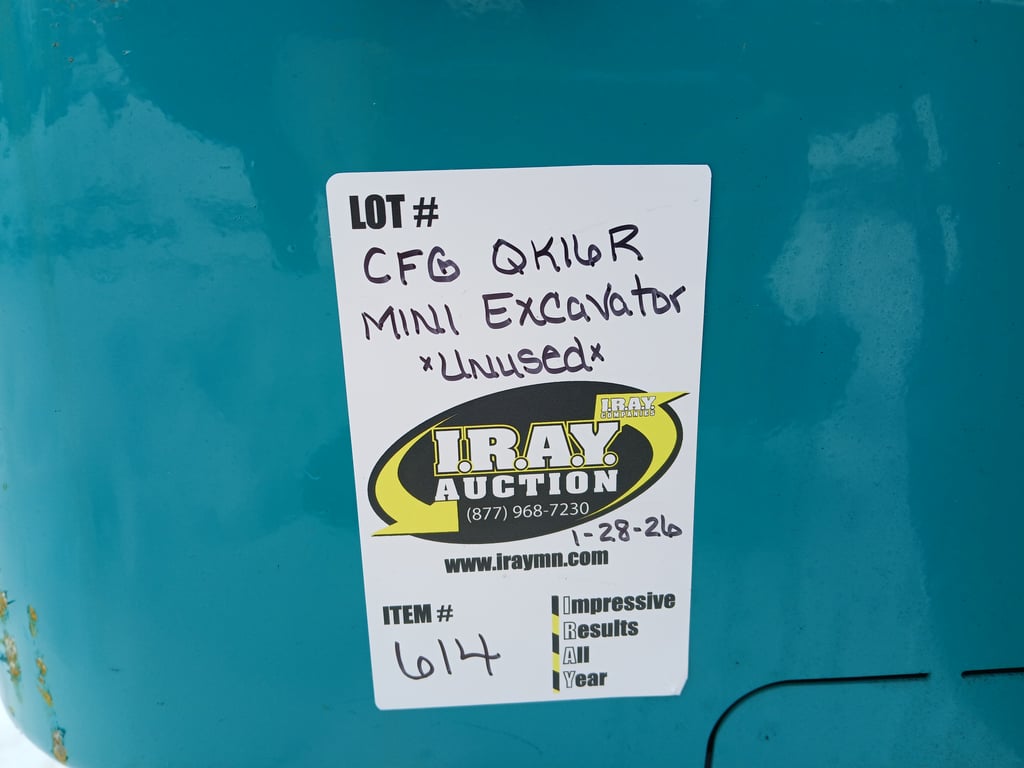 LOT #
CFG QK16R
MINI Excavator
*Unused*
I.R.A.Y.
COMPANIES
I.R.A.Y.
AUCTION
(877) 968-7230
1-28-26
www.iraymn.com
ITEM #
614
Impressive
Results
All
Year